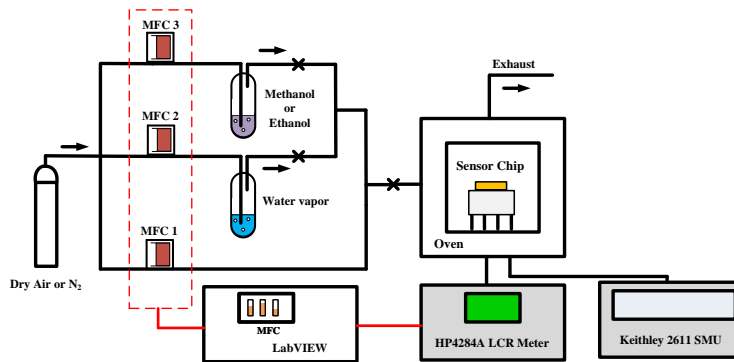 MFC 3
Exhaust
Methanol
or
Ethanol
MFC 2
Sensor Chip
Water vapor
MFC 1
Oven
Dry Air or N₂
MFC
LabVIEW
HP4284A LCR Meter
Keithley 2611 SMU